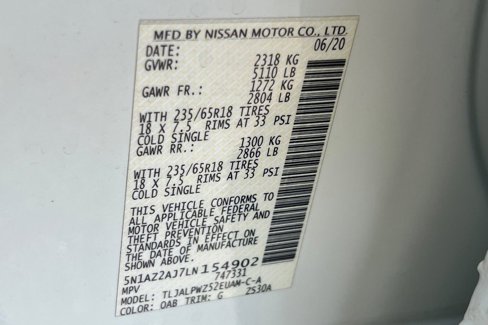 MFD BY NISSAN MOTOR CO., LTD.
DATE: 06/20
GVWR: 2318 KG
5110 LB
GAWR FR.: 1272 KG
2804 LB
WITH 235/65R18 TIRES
18 X 7.5 RIMS AT 33 PSI
COLD SINGLE
GAWR RR.: 1300 KG
2866 LB
WITH 235/65R18 TIRES
18 X 7.5 RIMS AT 33 PSI
COLD SINGLE
THIS VEHICLE CONFORMS TO
ALL APPLICABLE FEDERAL
MOTOR VEHICLE SAFETY AND
THEFT PREVENTION
STANDARDS IN EFFECT ON
THE DATE OF MANUFACTURE
SHOWN ABOVE.
5N1AZ2AJ7LN154902
MPV 747331
MODEL: TLJALPWZ52EUAM-C-A
COLOR: QAB TRIM: G ZS30A